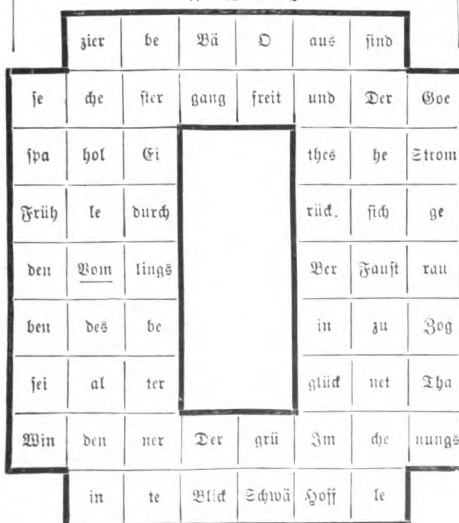 zier be Bä O aus sind
se che ster gang freit und Der Goe
spa hol Ei thes he Strom
Früh le durch rück. sich ge
den Vom lings Ver Faust rau
ben des be in zu Zog
sei al ter glück net Tha
Win den ner Der grü Im che nungs
in te Blick Schwä Hoff le